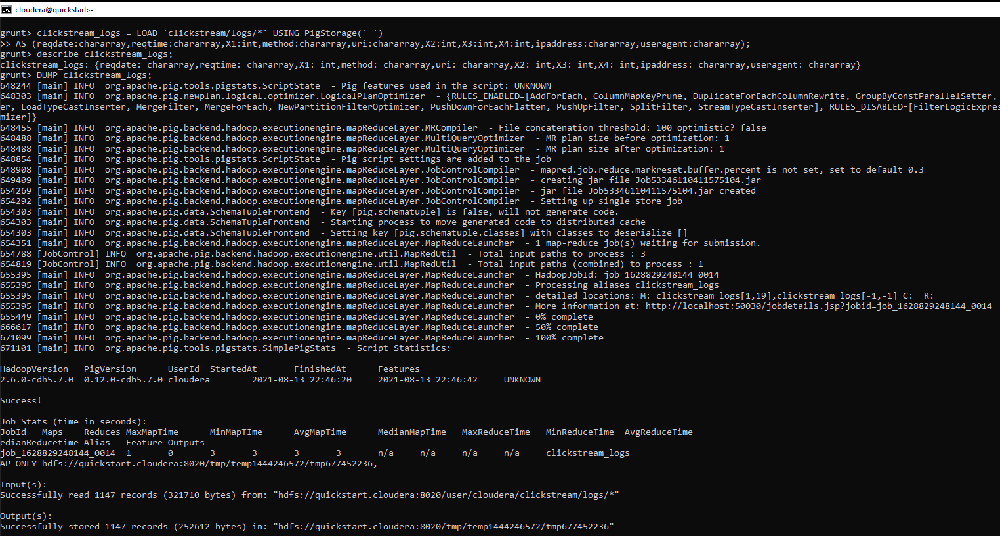 cloudera@quickstart:~
grunt> clickstream_logs = LOAD 'clickstream/logs/*' USING PigStorage(' ')
>> AS (reqdate:chararray,reqtime:chararray,X1:int,method:chararray,uri:chararray,X2:int,X3:int,X4:int,ipaddress:chararray,useragent:chararray);
grunt> describe clickstream_logs;
clickstream_logs: {reqdate: chararray,reqtime: chararray,X1: int,method: chararray,uri: chararray,X2: int,X3: int,X4: int,ipaddress: chararray,useragent: chararray}
grunt> DUMP clickstream_logs;
648244 [main] INFO  org.apache.pig.tools.pigstats.ScriptState  - Pig features used in the script: UNKNOWN
648303 [main] INFO  org.apache.pig.newplan.logical.optimizer.LogicalPlanOptimizer  - {RULES_ENABLED=[AddForEach, ColumnMapKeyPrune, DuplicateForEachColumnRewrite, GroupByConstParallelSetter,
er, LoadTypeCastInserter, MergeFilter, MergeForEach, NewPartitionFilterOptimizer, PushDownForEachFlatten, PushUpFilter, SplitFilter, StreamTypeCastInserter], RULES_DISABLED=[FilterLogicExpres
mizer]}
648455 [main] INFO  org.apache.pig.backend.hadoop.executionengine.mapReduceLayer.MRCompiler  - File concatenation threshold: 100 optimistic? false
648488 [main] INFO  org.apache.pig.backend.hadoop.executionengine.mapReduceLayer.MultiQueryOptimizer  - MR plan size before optimization: 1
648488 [main] INFO  org.apache.pig.backend.hadoop.executionengine.mapReduceLayer.MultiQueryOptimizer  - MR plan size after optimization: 1
648854 [main] INFO  org.apache.pig.tools.pigstats.ScriptState  - Pig script settings are added to the job
648908 [main] INFO  org.apache.pig.backend.hadoop.executionengine.mapReduceLayer.JobControlCompiler  - mapred.job.reduce.markreset.buffer.percent is not set, set to default 0.3
649409 [main] INFO  org.apache.pig.backend.hadoop.executionengine.mapReduceLayer.JobControlCompiler  - creating jar file Job53346110411575104.jar
654269 [main] INFO  org.apache.pig.backend.hadoop.executionengine.mapReduceLayer.JobControlCompiler  - jar file Job53346110411575104.jar created
654292 [main] INFO  org.apache.pig.backend.hadoop.executionengine.mapReduceLayer.JobControlCompiler  - Setting up single store job
654303 [main] INFO  org.apache.pig.data.SchemaTupleFrontend  - Key [pig.schematuple] is false, will not generate code.
654303 [main] INFO  org.apache.pig.data.SchemaTupleFrontend  - Starting process to move generated code to distributed cache
654303 [main] INFO  org.apache.pig.data.SchemaTupleFrontend  - Setting key [pig.schematuple.classes] with classes to deserialize []
654351 [main] INFO  org.apache.pig.backend.hadoop.executionengine.mapReduceLayer.MapReduceLauncher  - 1 map-reduce job(s) waiting for submission.
654788 [JobControl] INFO  org.apache.pig.backend.hadoop.executionengine.util.MapRedUtil  - Total input paths to process : 3
654819 [JobControl] INFO  org.apache.pig.backend.hadoop.executionengine.util.MapRedUtil  - Total input paths (combined) to process : 1
655395 [main] INFO  org.apache.pig.backend.hadoop.executionengine.mapReduceLayer.MapReduceLauncher  - HadoopJobId: job_1628829248144_0014
655395 [main] INFO  org.apache.pig.backend.hadoop.executionengine.mapReduceLayer.MapReduceLauncher  - Processing aliases clickstream_logs
655395 [main] INFO  org.apache.pig.backend.hadoop.executionengine.mapReduceLayer.MapReduceLauncher  - detailed locations: M: clickstream_logs[1,19],clickstream_logs[-1,-1] C:  R:
655395 [main] INFO  org.apache.pig.backend.hadoop.executionengine.mapReduceLayer.MapReduceLauncher  - More information at: http://localhost:50030/jobdetails.jsp?jobid=job_1628829248144_0014
655449 [main] INFO  org.apache.pig.backend.hadoop.executionengine.mapReduceLayer.MapReduceLauncher  - 0% complete
666617 [main] INFO  org.apache.pig.backend.hadoop.executionengine.mapReduceLayer.MapReduceLauncher  - 50% complete
671099 [main] INFO  org.apache.pig.backend.hadoop.executionengine.mapReduceLayer.MapReduceLauncher  - 100% complete
671101 [main] INFO  org.apache.pig.tools.pigstats.SimplePigStats  - Script Statistics:
HadoopVersion   PigVersion      UserId  StartedAt       FinishedAt      Features
2.6.0-cdh5.7.0  0.12.0-cdh5.7.0 cloudera        2021-08-13 22:46:20     2021-08-13 22:46:42     UNKNOWN
Success!
Job Stats (time in seconds):
JobId   Maps    Reduces MaxMapTime      MinMapTIme      AvgMapTime      MedianMapTime   MaxReduceTime   MinReduceTime  AvgReduceTime
edianReducetime Alias   Feature Outputs
job_1628829248144_0014  1       0       3       3       3       3       n/a     n/a     n/a     n/a     clickstream_logs
AP_ONLY hdfs://quickstart.cloudera:8020/tmp/temp1444246572/tmp677452236,
Input(s):
Successfully read 1147 records (321710 bytes) from: "hdfs://quickstart.cloudera:8020/user/cloudera/clickstream/logs/*"
Output(s):
Successfully stored 1147 records (252612 bytes) in: "hdfs://quickstart.cloudera:8020/tmp/temp1444246572/tmp677452236"